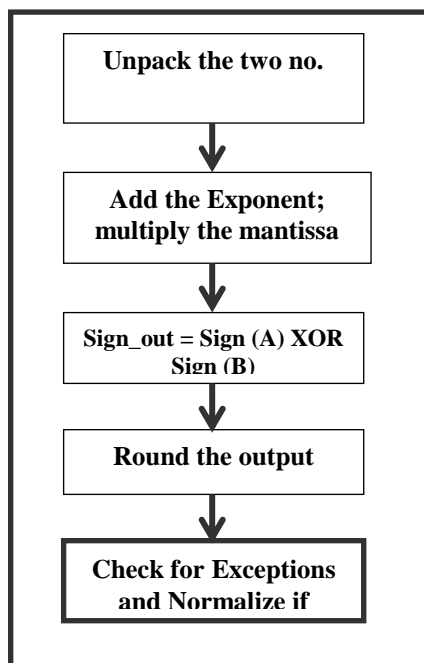 Unpack the two no.
Add the Exponent;
multiply the mantissa
Sign_out = Sign (A) XOR
Sign (B)
Round the output
Check for Exceptions
and Normalize if